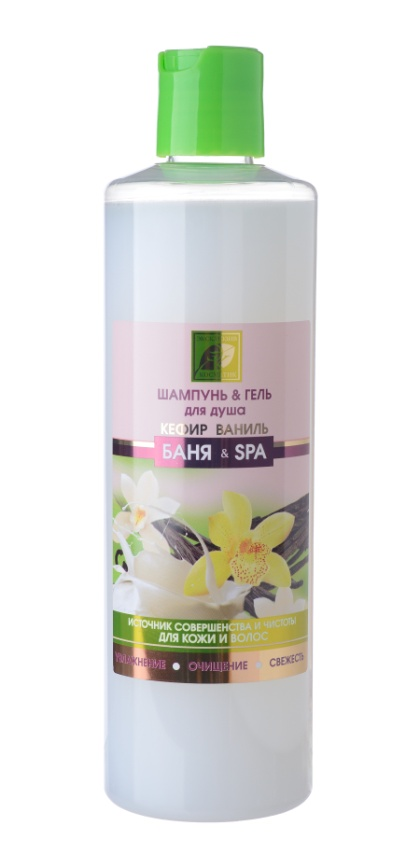 ШАМПУНЬ & ГЕЛЬ
для душа
КЕФИР ВАНИЛЬ
БАНЯ & SPA
ИСТОЧНИК СОВЕРШЕНСТВА И ЧИСТОТЫ
ДЛЯ КОЖИ И ВОЛОС
УВЛАЖНЕНИЕ • ОЧИЩЕНИЕ • СВЕЖЕСТЬ